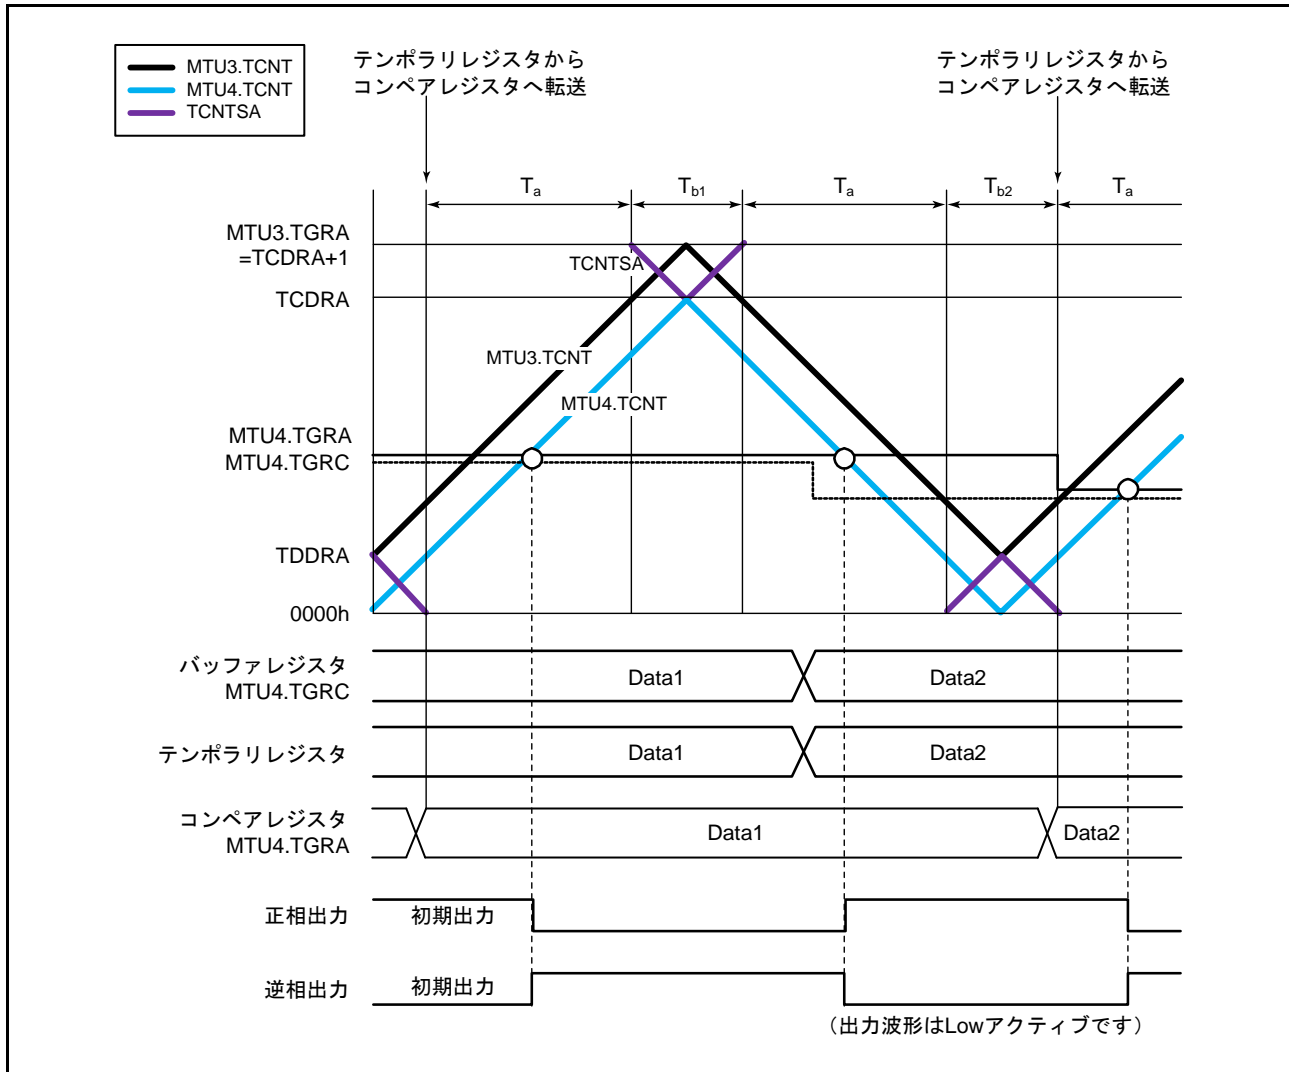 MTU3.TCNT
MTU4.TCNT
TCNTSA
テンポラリレジスタから
コンペアレジスタへ転送
テンポラリレジスタから
コンペアレジスタへ転送
Ta
Tb1
Ta
Tb2
Ta
MTU3.TGRA
=TCDRA+1
TCNTSA
TCDRA
MTU3.TCNT
MTU4.TCNT
MTU4.TGRA
MTU4.TGRC
TDDRA
0000h
バッファレジスタ
MTU4.TGRC
Data1
Data2
テンポラリレジスタ
Data1
Data2
コンペアレジスタ
MTU4.TGRA
Data1
Data2
正相出力
初期出力
逆相出力
初期出力
（出力波形はLowアクティブです）